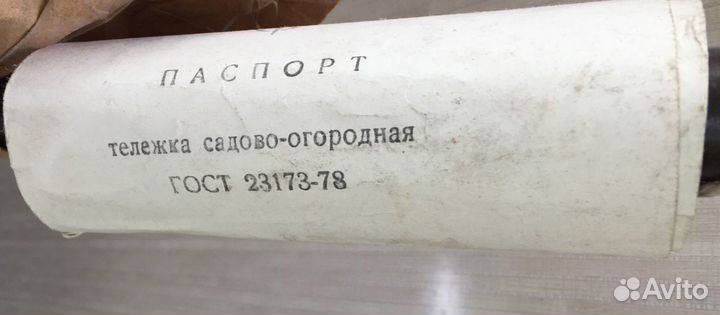 ПАСПОРТ
тележка садово-огородная
ГОСТ 23173-78
Avito